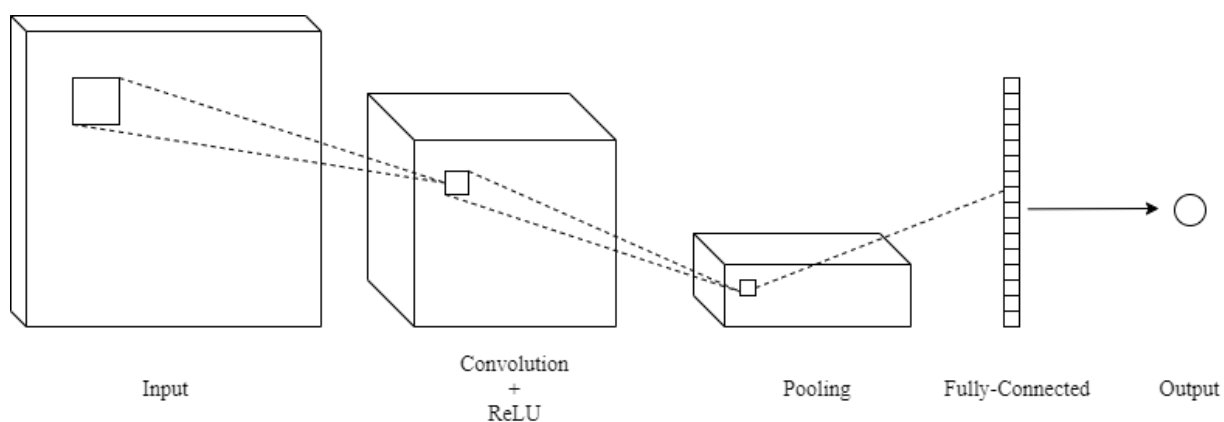 Input
Convolution
+
ReLU
Pooling
Fully-Connected
Output